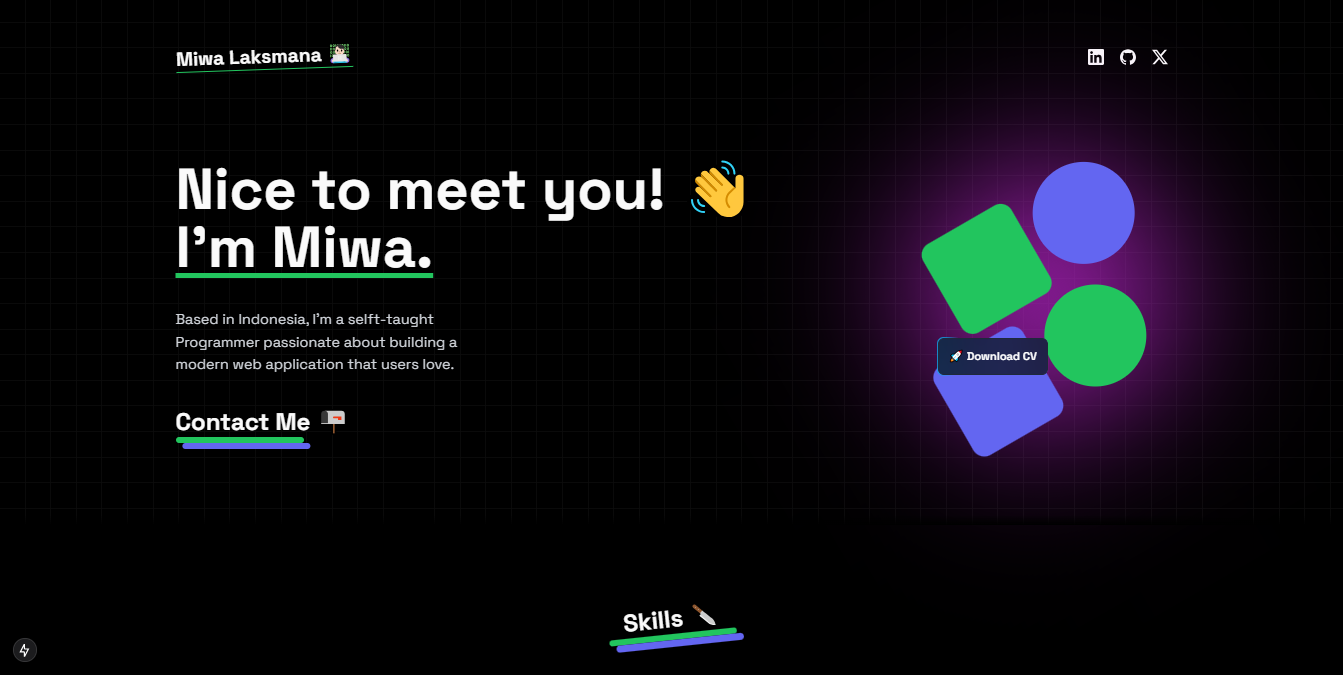 Miwa Laksmana
Nice to meet you!
I'm Miwa.
Based in Indonesia, I'm a selft-taught
Programmer passionate about building a
modern web application that users love.
Contact Me
Download CV
Skills